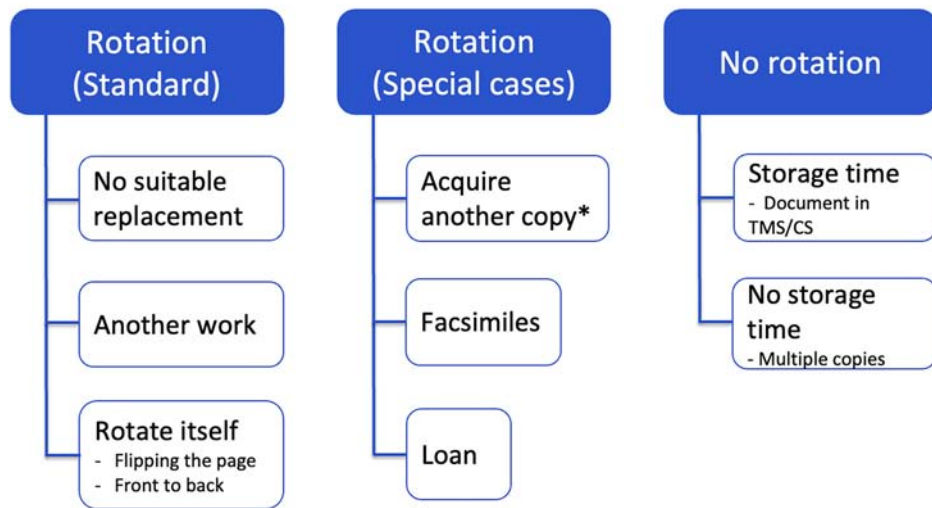 Rotation
(Standard)
No suitable
replacement
Another work
Rotate itself
- Flipping the page
- Front to back
Rotation
(Special cases)
Acquire
another copy*
Facsimiles
Loan
No rotation
Storage time
- Document in
TMS/CS
No storage
time
- Multiple copies